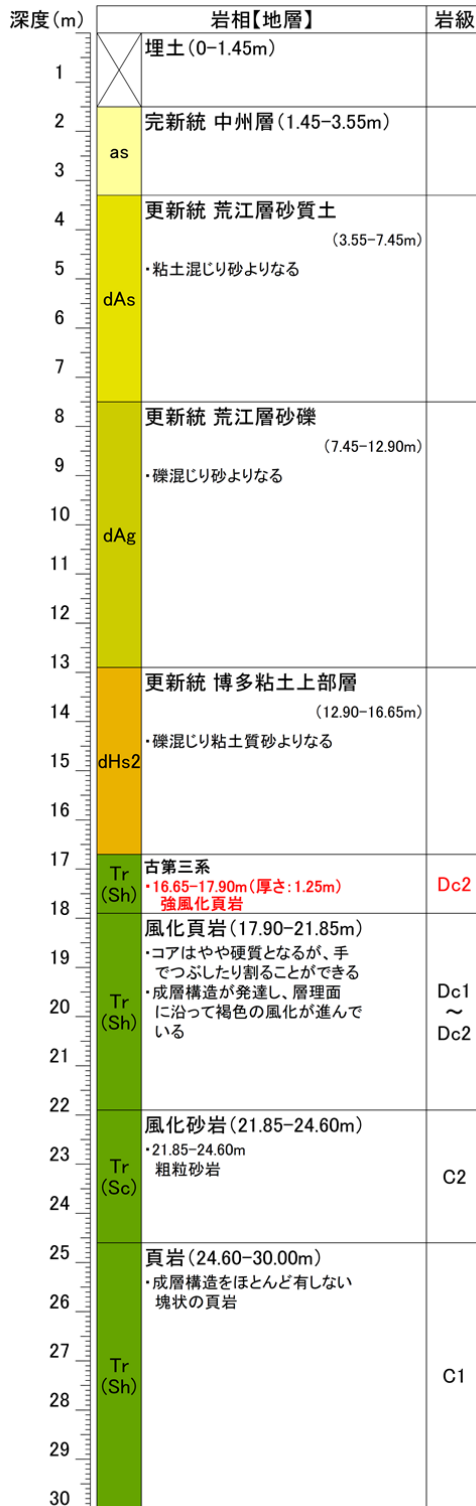 深度(m)
岩相【地層】
岩級
埋土(0-1.45m)
1
2
完新統 中州層(1.45-3.55m)
as
3
4
更新統 荒江層砂質土
(3.55-7.45m)
5
・粘土混じり砂よりなる
dAs
6
7
8
更新統 荒江層砂礫
(7.45-12.90m)
9
・礫混じり砂よりなる
10
dAg
11
12
13
更新統 博多粘土上部層
(12.90-16.65m)
14
・礫混じり粘土質砂よりなる
15
dHs2
16
17
Tr
(Sh)
古第三系
・16.65-17.90m(厚さ:1.25m)
強風化頁岩
Dc2
18
風化頁岩(17.90-21.85m)
19
・コアはやや硬質となるが、手
でつぶしたり割ることができる
・成層構造が発達し、層理面
に沿って褐色の風化が進んで
いる
20
Tr
(Sh)
Dc1
~
Dc2
21
22
風化砂岩(21.85-24.60m)
・21.85-24.60m
粗粒砂岩
23
Tr
(Sc)
C2
24
25
頁岩(24.60-30.00m)
・成層構造をほとんど有しない
塊状の頁岩
26
27
Tr
(Sh)
C1
28
29
30